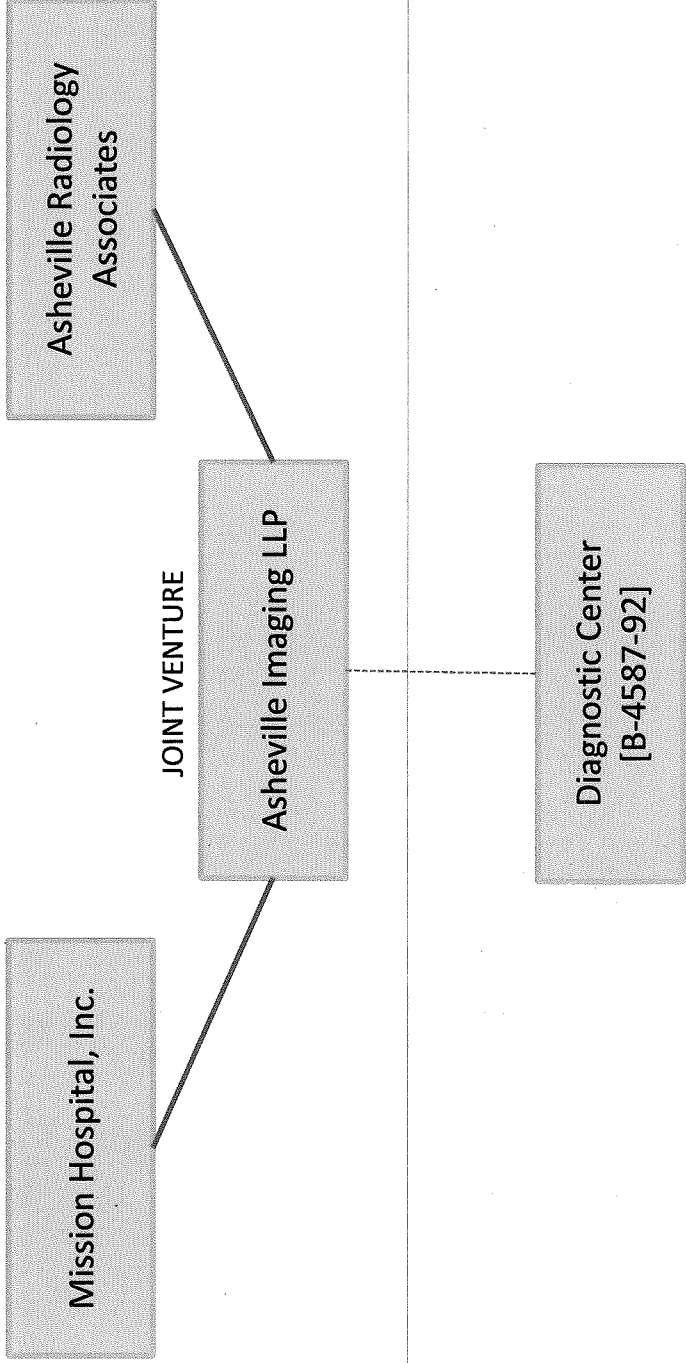 Mission Hospital, Inc.
Asheville Radiology
Associates
JOINT VENTURE
Asheville Imaging LLP
Diagnostic Center
[B-4587-92]